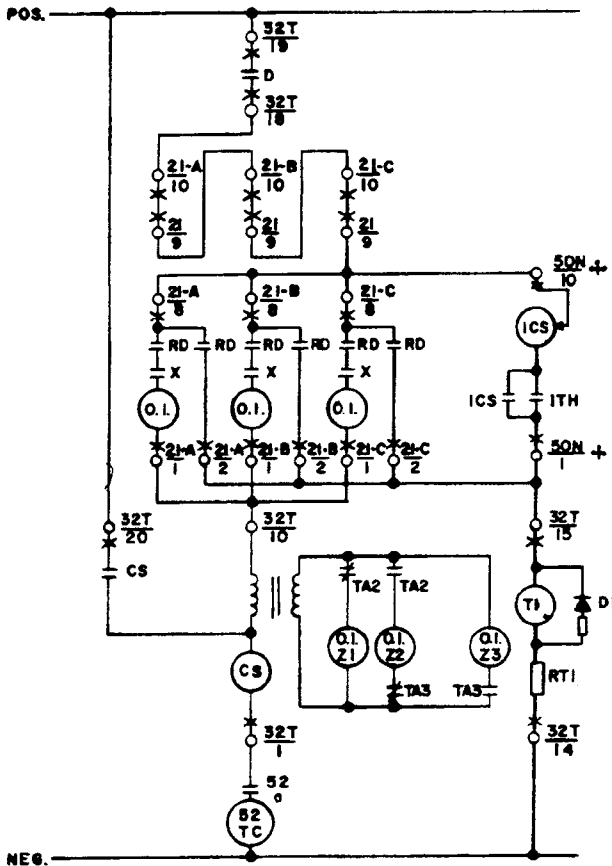 POS.
32T
19
D
32T
18
21-A 21-B 21-C
10 10 10
21 21 21
9 9 9
50N +
10
21-A 21-B 21-C
8 8 8
ICS
RD RD RD RD RD RD
X X X
ICS ITH
O.I. O.I. O.I.
21-A 21-A 21-B 21-B 21-C 21-C
1 2 1 2 1 2
50N +
1
32T
20
32T
10
32T
15
CS
TA2 TA2
D
O.I. O.I. O.I.
Z1 Z2 Z3
CS
TA3 TA3
RT1
32T
1
32T
14
52
a
52
TC
NEG.